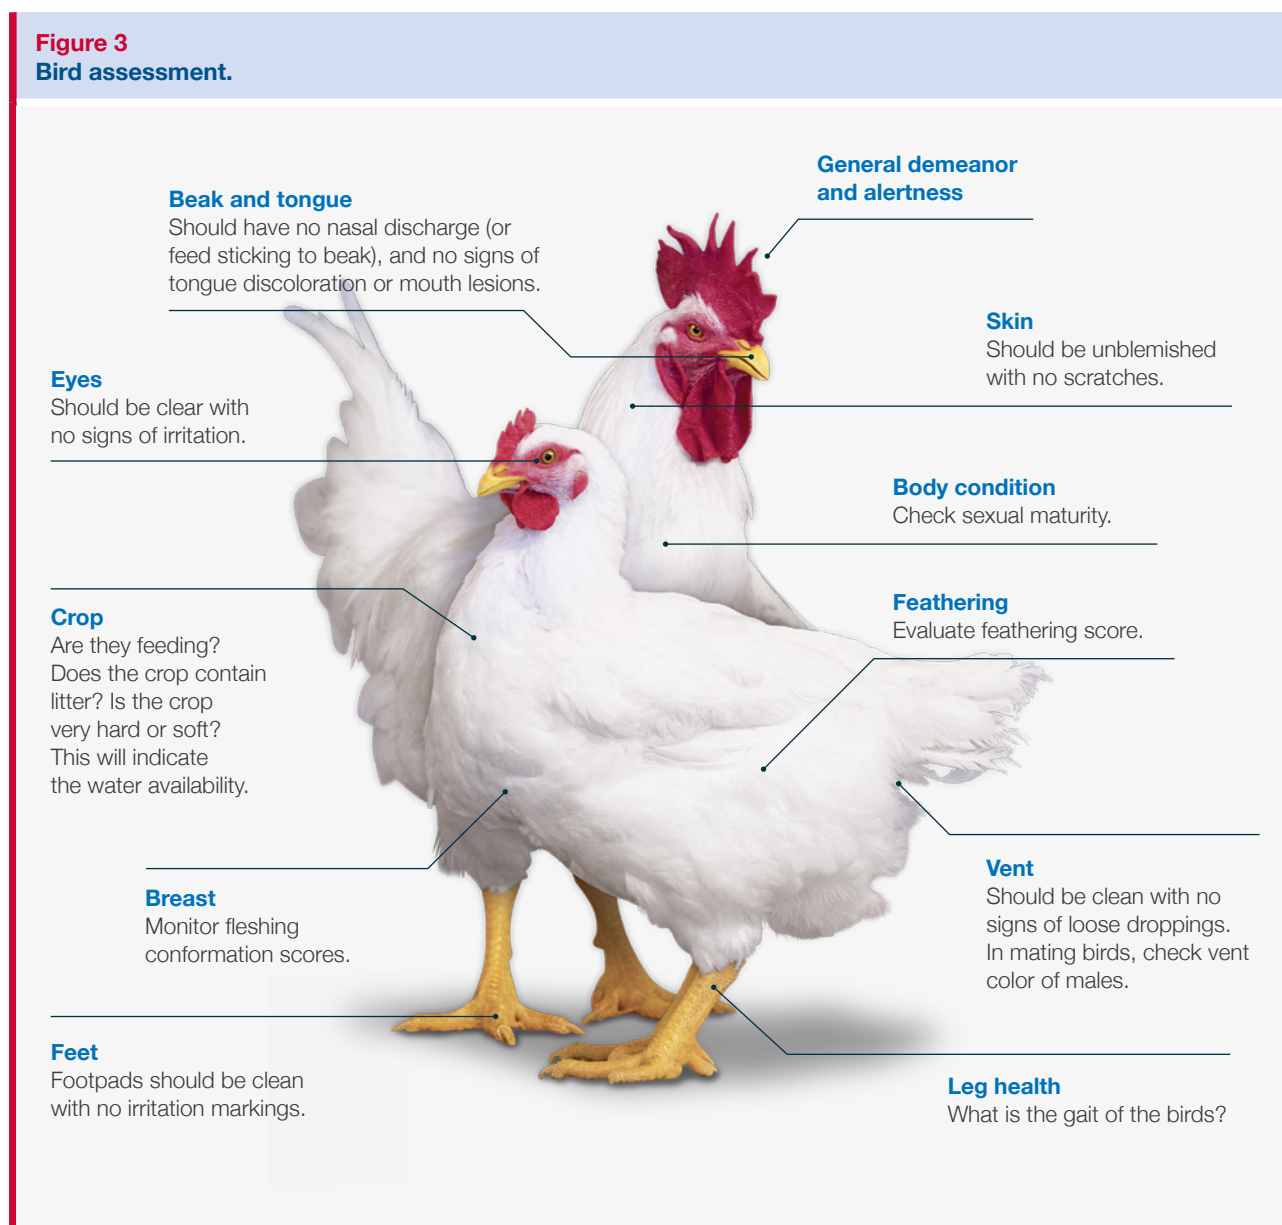 Figure 3
Bird assessment.
General demeanor
and alertness
Beak and tongue
Should have no nasal discharge (or
feed sticking to beak), and no signs of
tongue discoloration or mouth lesions.
Skin
Should be unblemished
with no scratches.
Eyes
Should be clear with
no signs of irritation.
Body condition
Check sexual maturity.
Feathering
Evaluate feathering score.
Crop
Are they feeding?
Does the crop contain
litter? Is the crop
very hard or soft?
This will indicate
the water availability.
Vent
Should be clean with no
signs of loose droppings.
In mating birds, check vent
color of males.
Breast
Monitor fleshing
conformation scores.
Feet
Footpads should be clean
with no irritation markings.
Leg health
What is the gait of the birds?